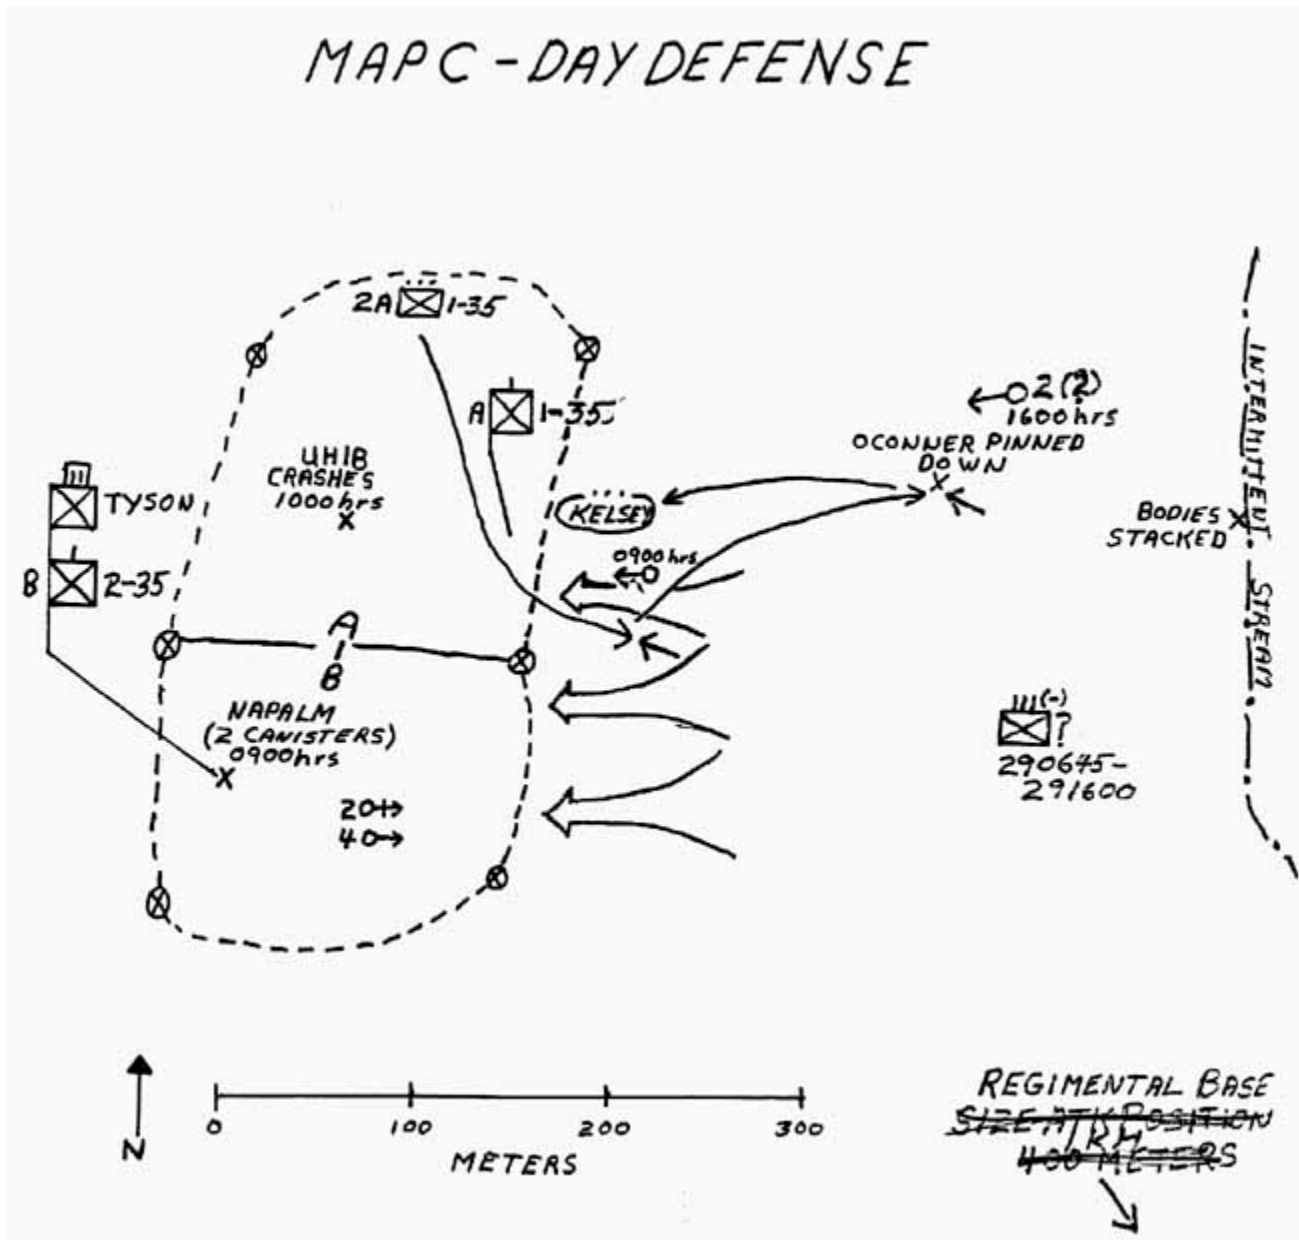 MAP C - DAY DEFENSE
2A 1-35
A 1-35
UH1B
CRASHES
1000 hrs
X
TYSON
B 2-35
KELSEY
0900 hrs
2(?)
1600 hrs
OCONNER PINNED
DOWN
X
BODIES
STACKED X
INTERMITTENT STREAM
A
B
NAPALM
(2 CANISTERS)
0900 hrs
X
20
40
(-)
?
290645-
291600
N
0 100 200 300
METERS
REGIMENTAL BASE
SIZE ATK POSITION
1KM
400 METERS